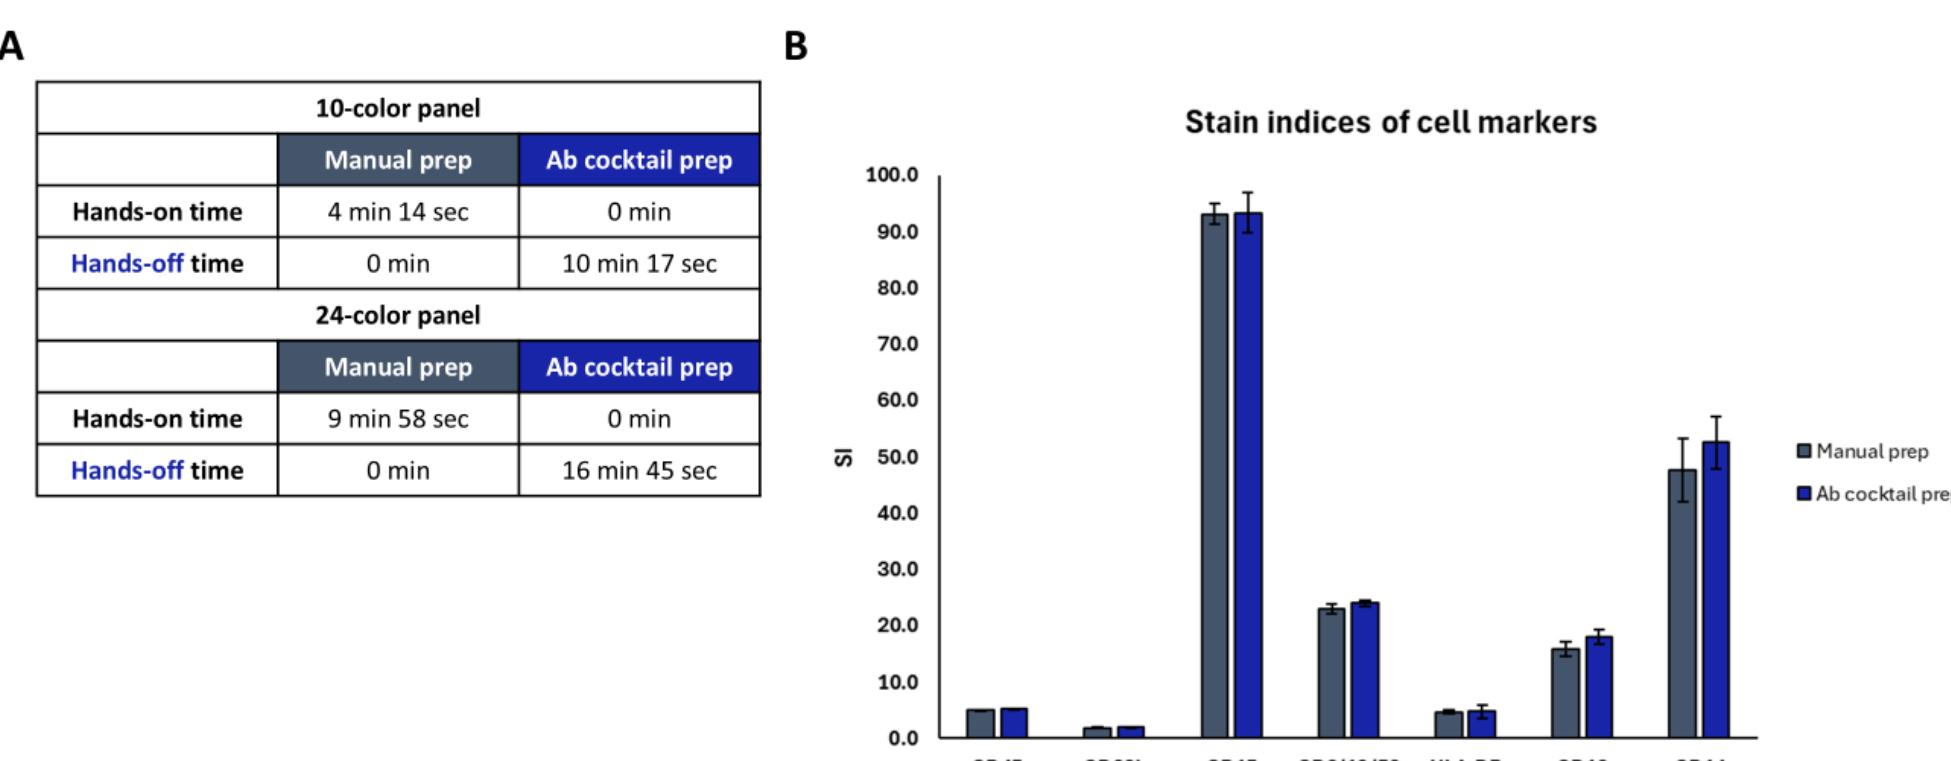 A
10-color panel
Manual prep Ab cocktail prep
Hands-on time 4 min 14 sec 0 min
Hands-off time 0 min 10 min 17 sec
24-color panel
Manual prep Ab cocktail prep
Hands-on time 9 min 58 sec 0 min
Hands-off time 0 min 16 min 45 sec
B
Stain indices of cell markers
100.0
90.0
80.0
70.0
60.0
50.0
40.0
30.0
20.0
10.0
0.0
SI
Manual prep
Ab cocktail pre